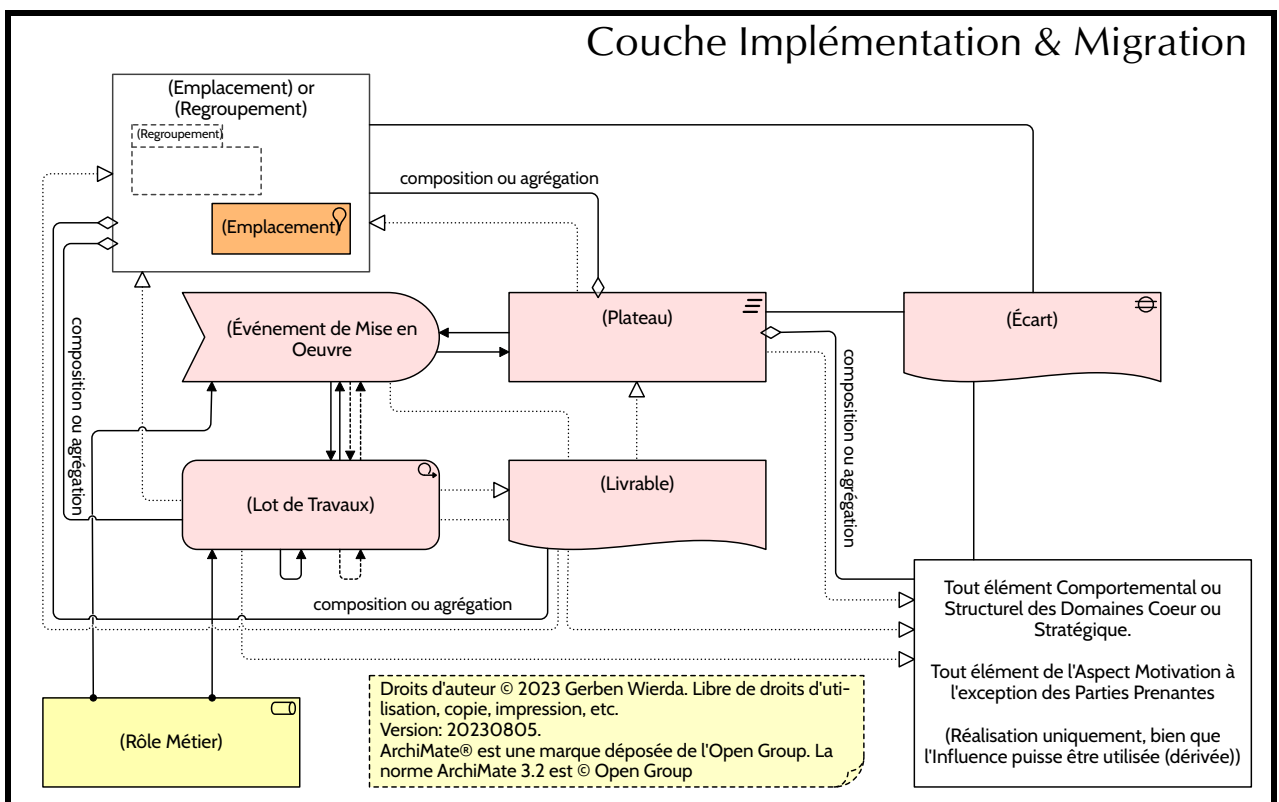 Couche Implémentation & Migration
(Emplacement) or
(Regroupement)
(Regroupement)
(Emplacement)
composition ou agrégation
(Événement de Mise en
Oeuvre
(Plateau)
(Écart)
composition ou agrégation
composition ou agrégation
(Lot de Travaux)
(Livrable)
composition ou agrégation
Tout élément Comportemental ou
Structurel des Domaines Coeur ou
Stratégique.
Tout élément de l'Aspect Motivation à
l'exception des Parties Prenantes
(Réalisation uniquement, bien que
l'Influence puisse être utilisée (dérivée))
(Rôle Métier)
Droits d'auteur © 2023 Gerben Wierda. Libre de droits d'uti-
lisation, copie, impression, etc.
Version: 20230805.
ArchiMate® est une marque déposée de l'Open Group. La
norme ArchiMate 3.2 est © Open Group